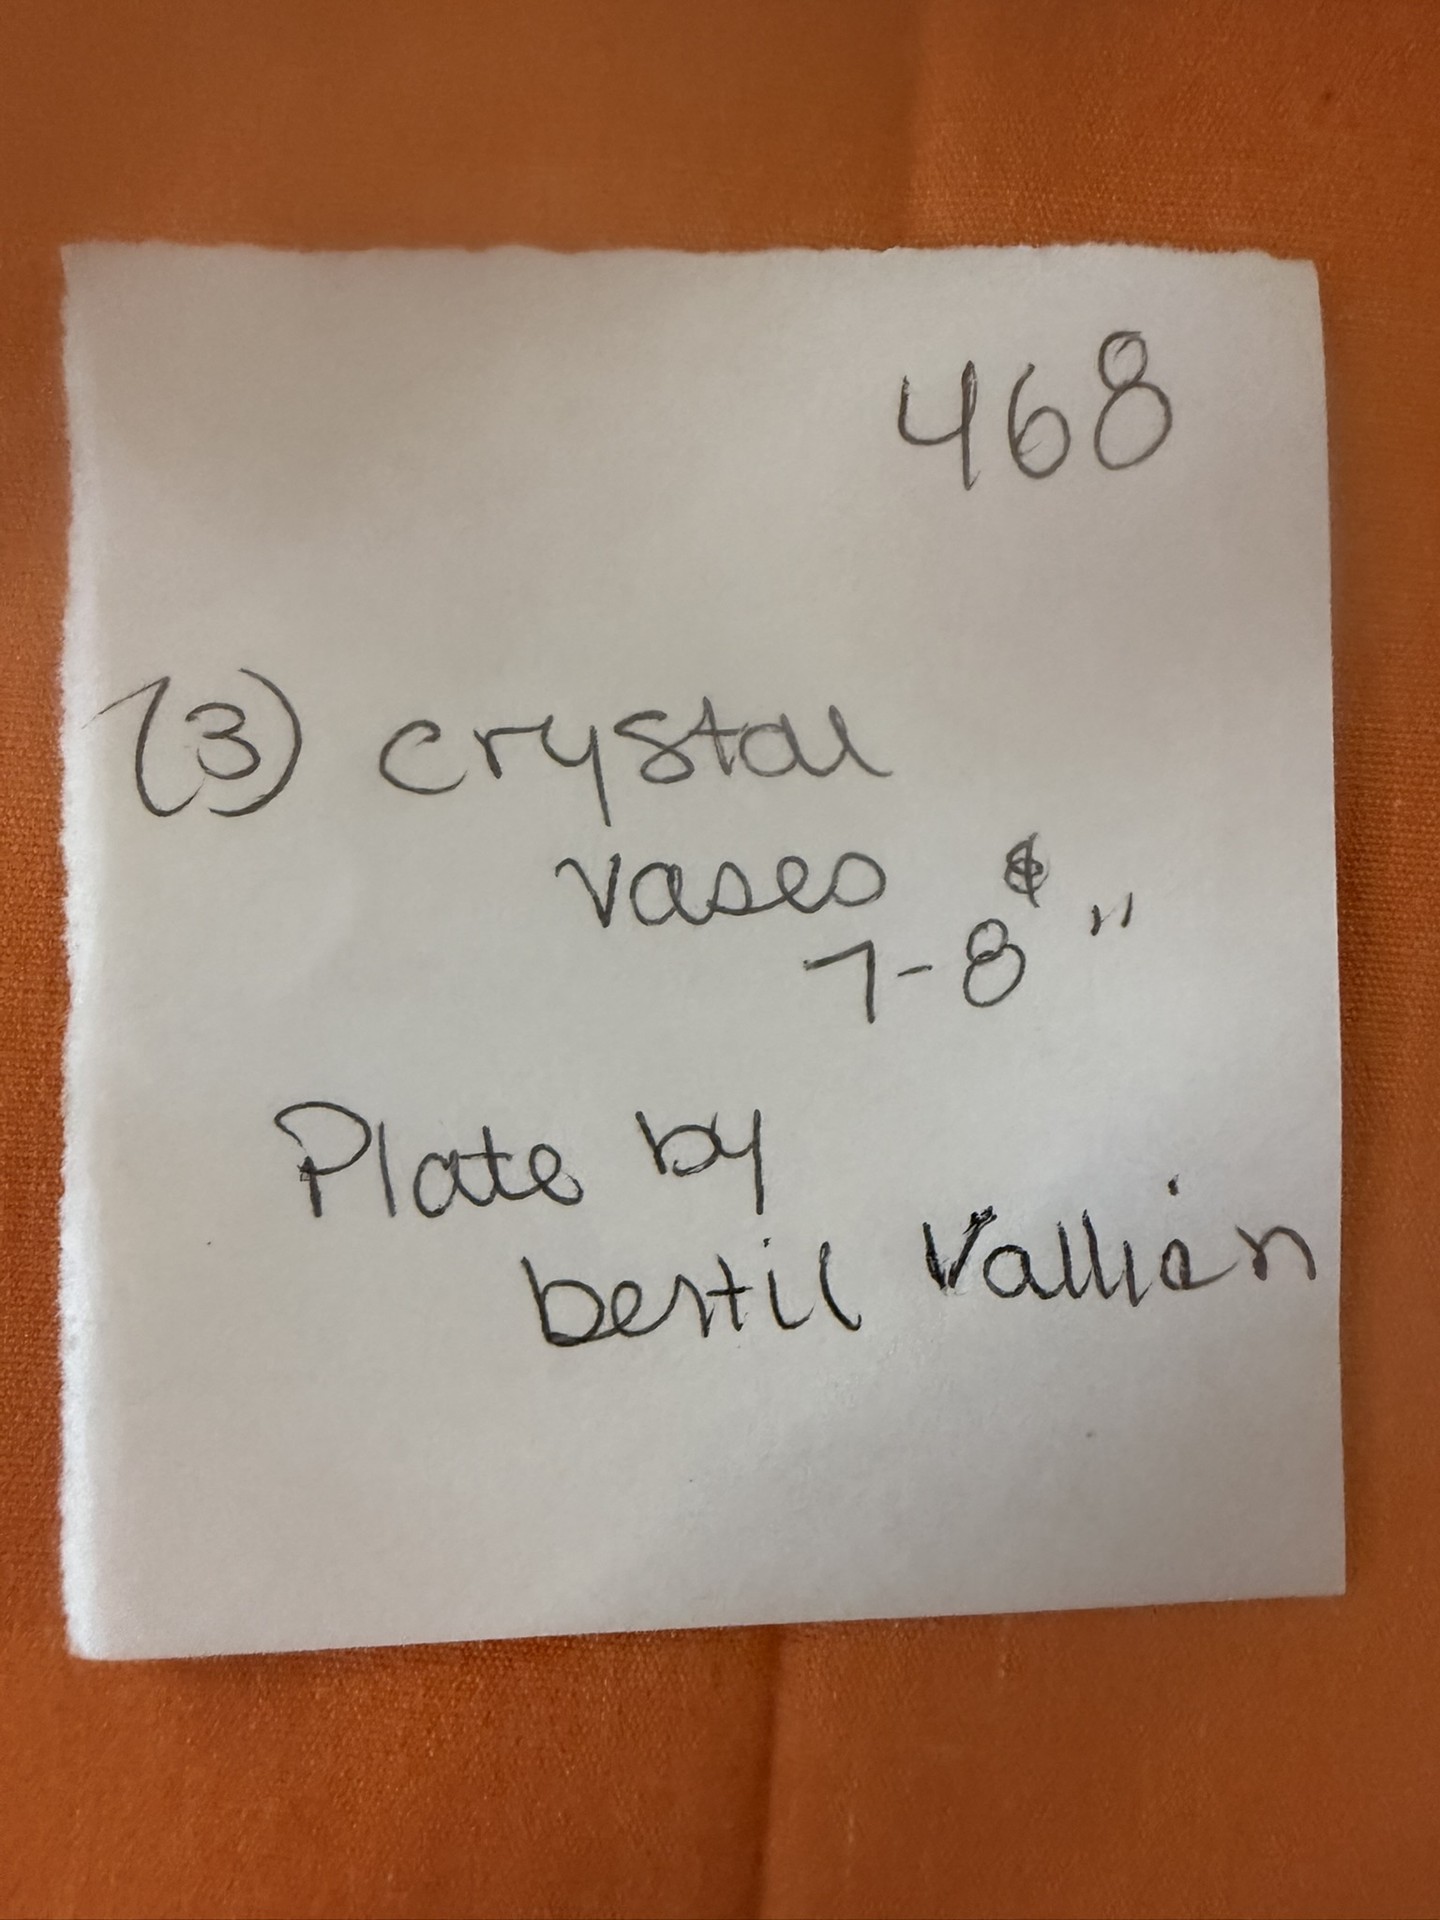 468
(3) crystal
vases
7-8"
Plate by
bertil Vallien